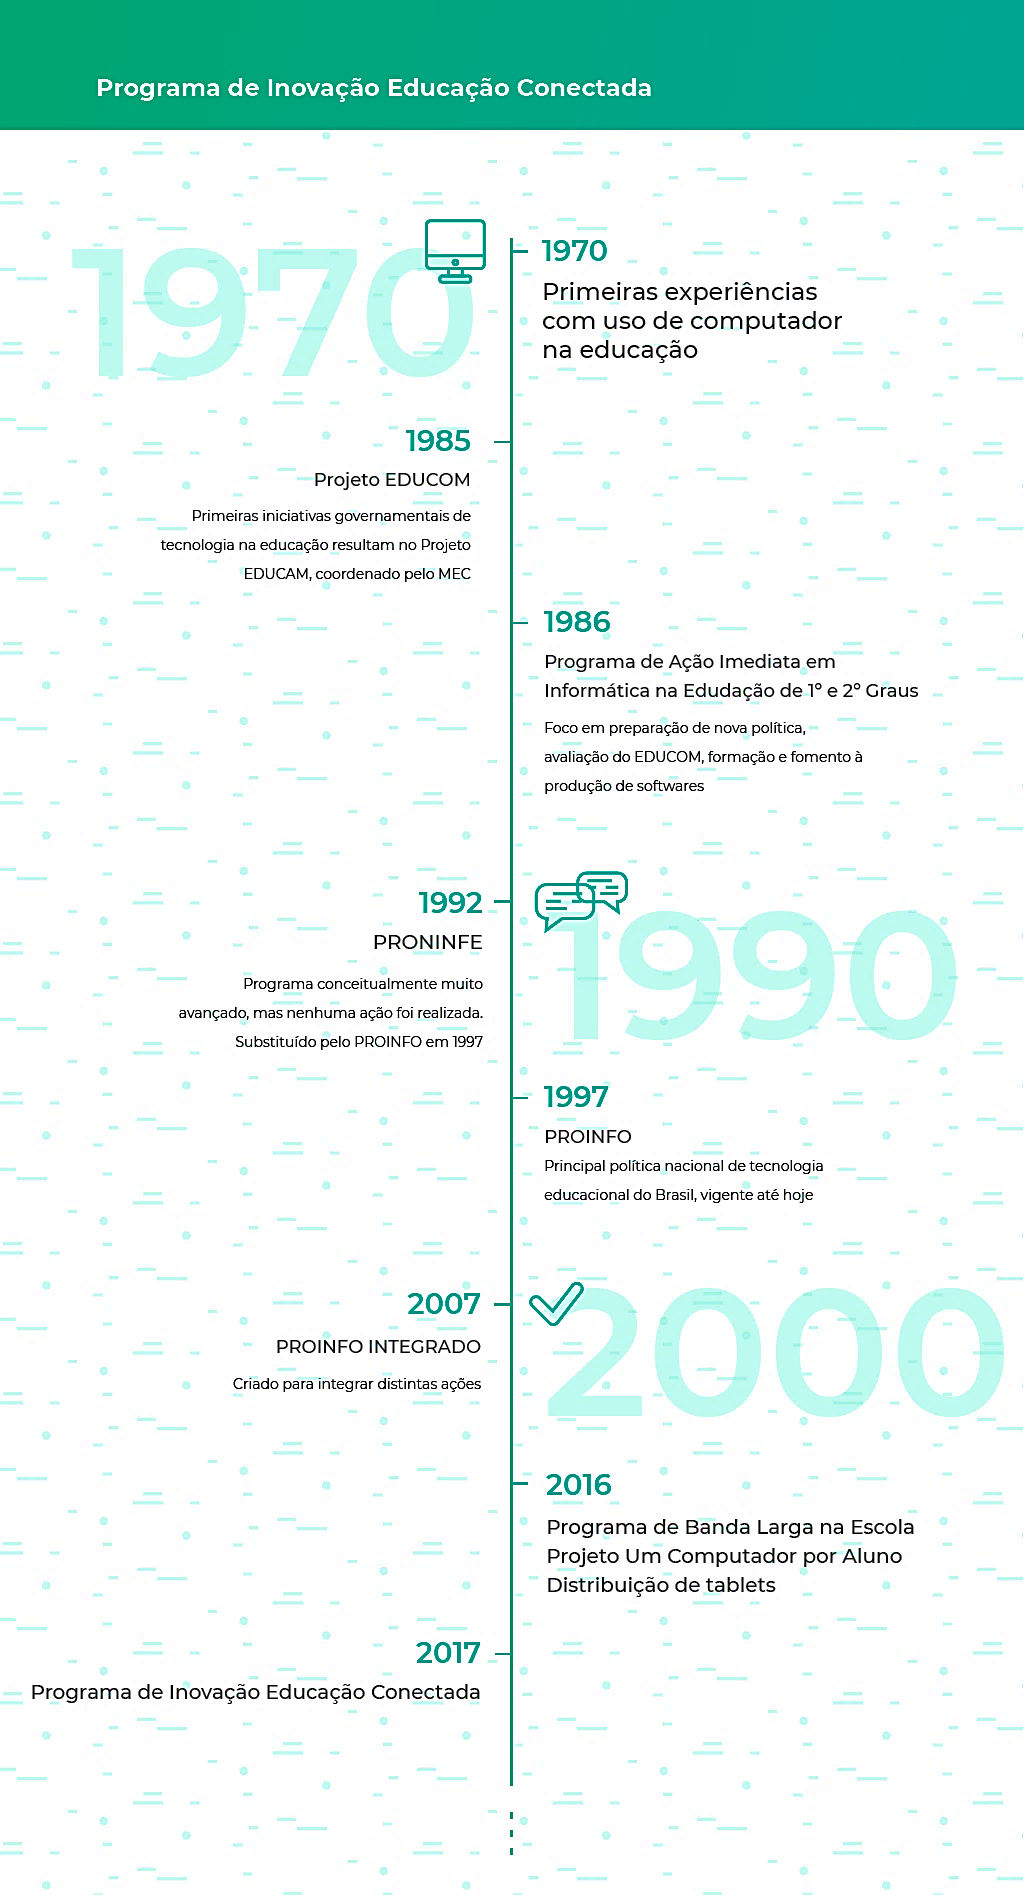 Programa de Inovação Educação Conectada
1970
1970
Primeiras experiências
com uso de computador
na educação
1985
Projeto EDUCOM
Primeiras iniciativas governamentais de
tecnologia na educação resultam no Projeto
EDUCAM, coordenado pelo MEC
1986
Programa de Ação Imediata em
Informática na Edudação de 1º e 2º Graus
Foco em preparação de nova política,
avaliação do EDUCOM, formação e fomento à
produção de softwares
1992
PRONINFE
Programa conceitualmente muito
avançado, mas nenhuma ação foi realizada.
Substituído pelo PROINFO em 1997
1990
1997
PROINFO
Principal política nacional de tecnologia
educacional do Brasil, vigente até hoje
2007
PROINFO INTEGRADO
Criado para integrar distintas ações
2000
2016
Programa de Banda Larga na Escola
Projeto Um Computador por Aluno
Distribuição de tablets
2017
Programa de Inovação Educação Conectada